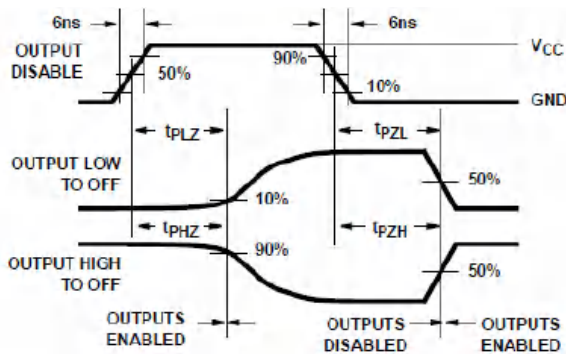 6ns
6ns
OUTPUT
DISABLE
90%
50%
10%
VCC
GND
tPLZ
tPZL
OUTPUT LOW
TO OFF
10%
50%
tPHZ
tPZH
OUTPUT HIGH
TO OFF
90%
50%
OUTPUTS
ENABLED
OUTPUTS
DISABLED
OUTPUTS
ENABLED